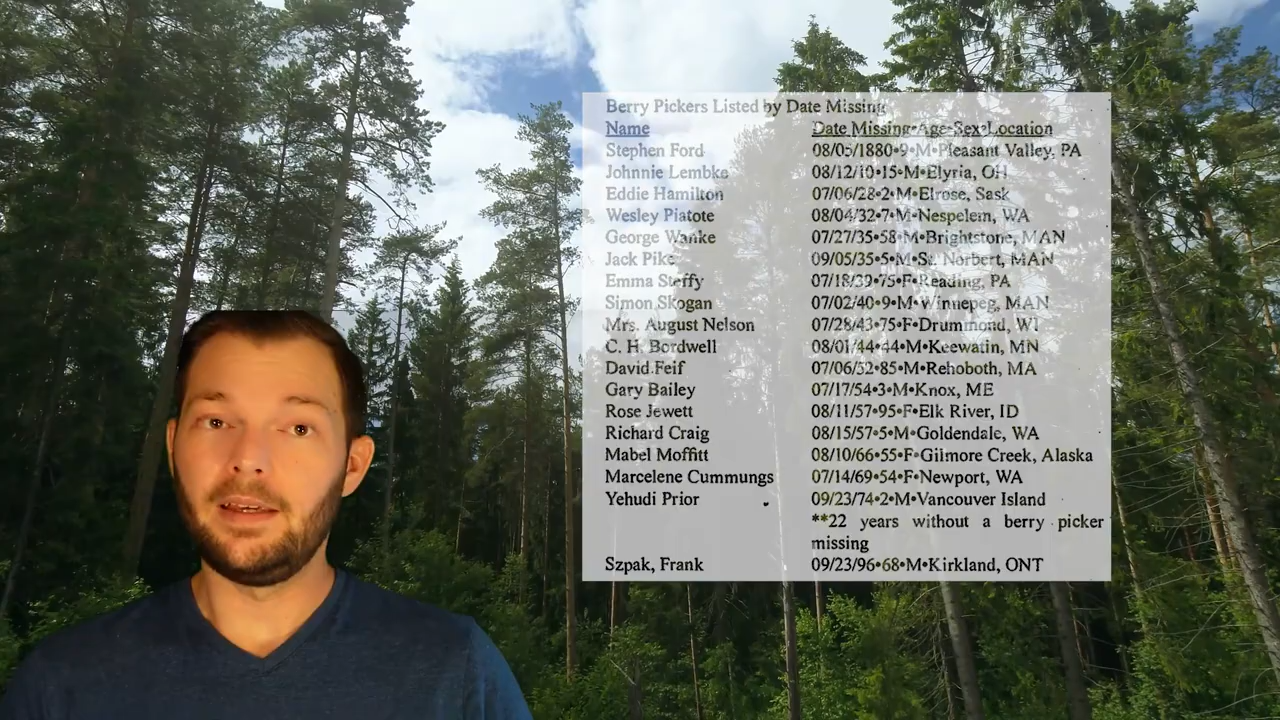 Berry Pickers Listed by Date Missing
Name Date Missing•Age•Sex•Location
Stephen Ford 08/05/1880•9•M•Pleasant Valley, PA
Johnnie Lembke 08/12/10•15•M•Elyria, OH
Eddie Hamilton 07/06/28•2•M•Elrose, Sask
Wesley Piatote 08/04/32•7•M•Nespelem, WA
George Wanke 07/27/35•58•M•Brightstone, MAN
Jack Pike 09/05/35•5•M•St. Norbert, MAN
Emma Steffy 07/18/39•75•F•Reading, PA
Simon Skogan 07/02/40•9•M•Winnepeg, MAN
Mrs. August Nelson 07/28/43•75•F•Drummond, WI
C. H. Bordwell 08/01/44•44•M•Keewatin, MN
David Feif 07/06/52•85•M•Rehoboth, MA
Gary Bailey 07/17/54•3•M•Knox, ME
Rose Jewett 08/11/57•95•F•Elk River, ID
Richard Craig 08/15/57•5•M•Goldendale, WA
Mabel Moffitt 08/10/66•55•F•Gilmore Creek, Alaska
Marcelene Cummungs 07/14/69•54•F•Newport, WA
Yehudi Prior 09/23/74•2•M•Vancouver Island
**22 years without a berry picker
missing
Szpak, Frank 09/23/96•68•M•Kirkland, ONT